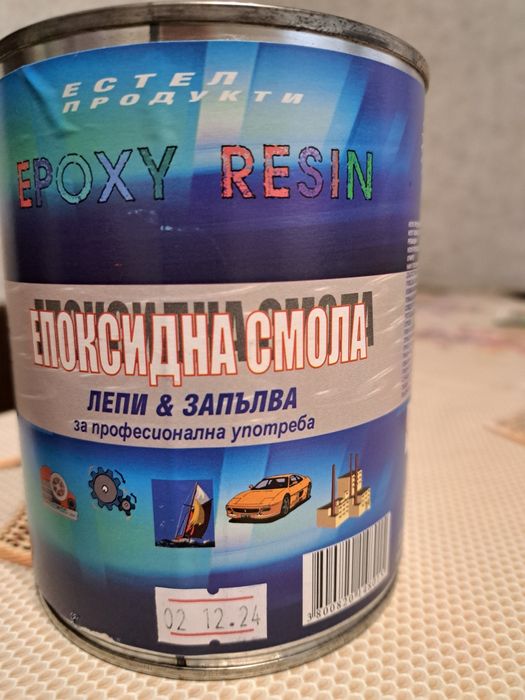 ЕСТЕЛ
ПРОДУКТИ
EPOXY RESIN
ЕПОКСИДНА СМОЛА
ЛЕПИ & ЗАПЪЛВА
за професионална употреба
02 12.24